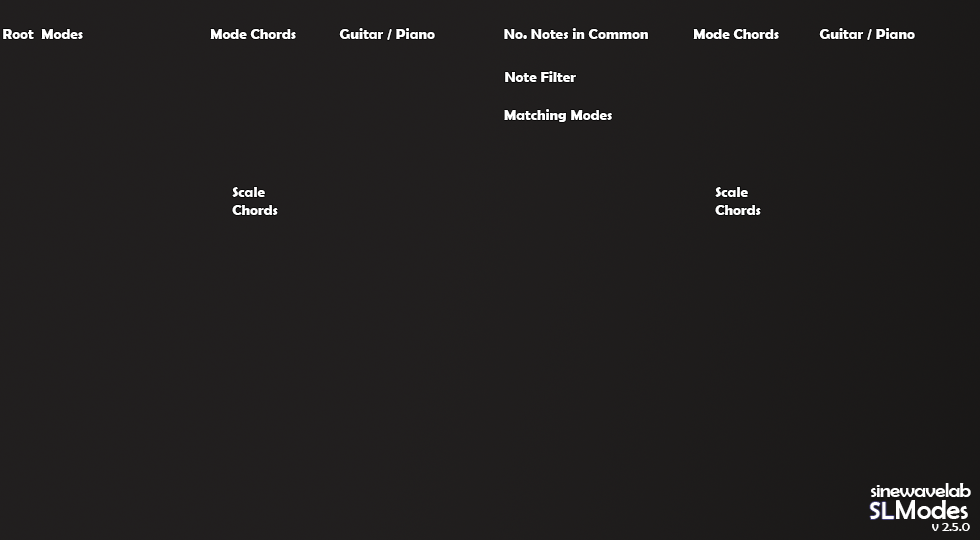 Root Modes
Mode Chords
Guitar / Piano
No. Notes in Common
Mode Chords
Guitar / Piano
Note Filter
Matching Modes
Scale
Chords
Scale
Chords
sinewavelab
SLModes
v 2.5.0